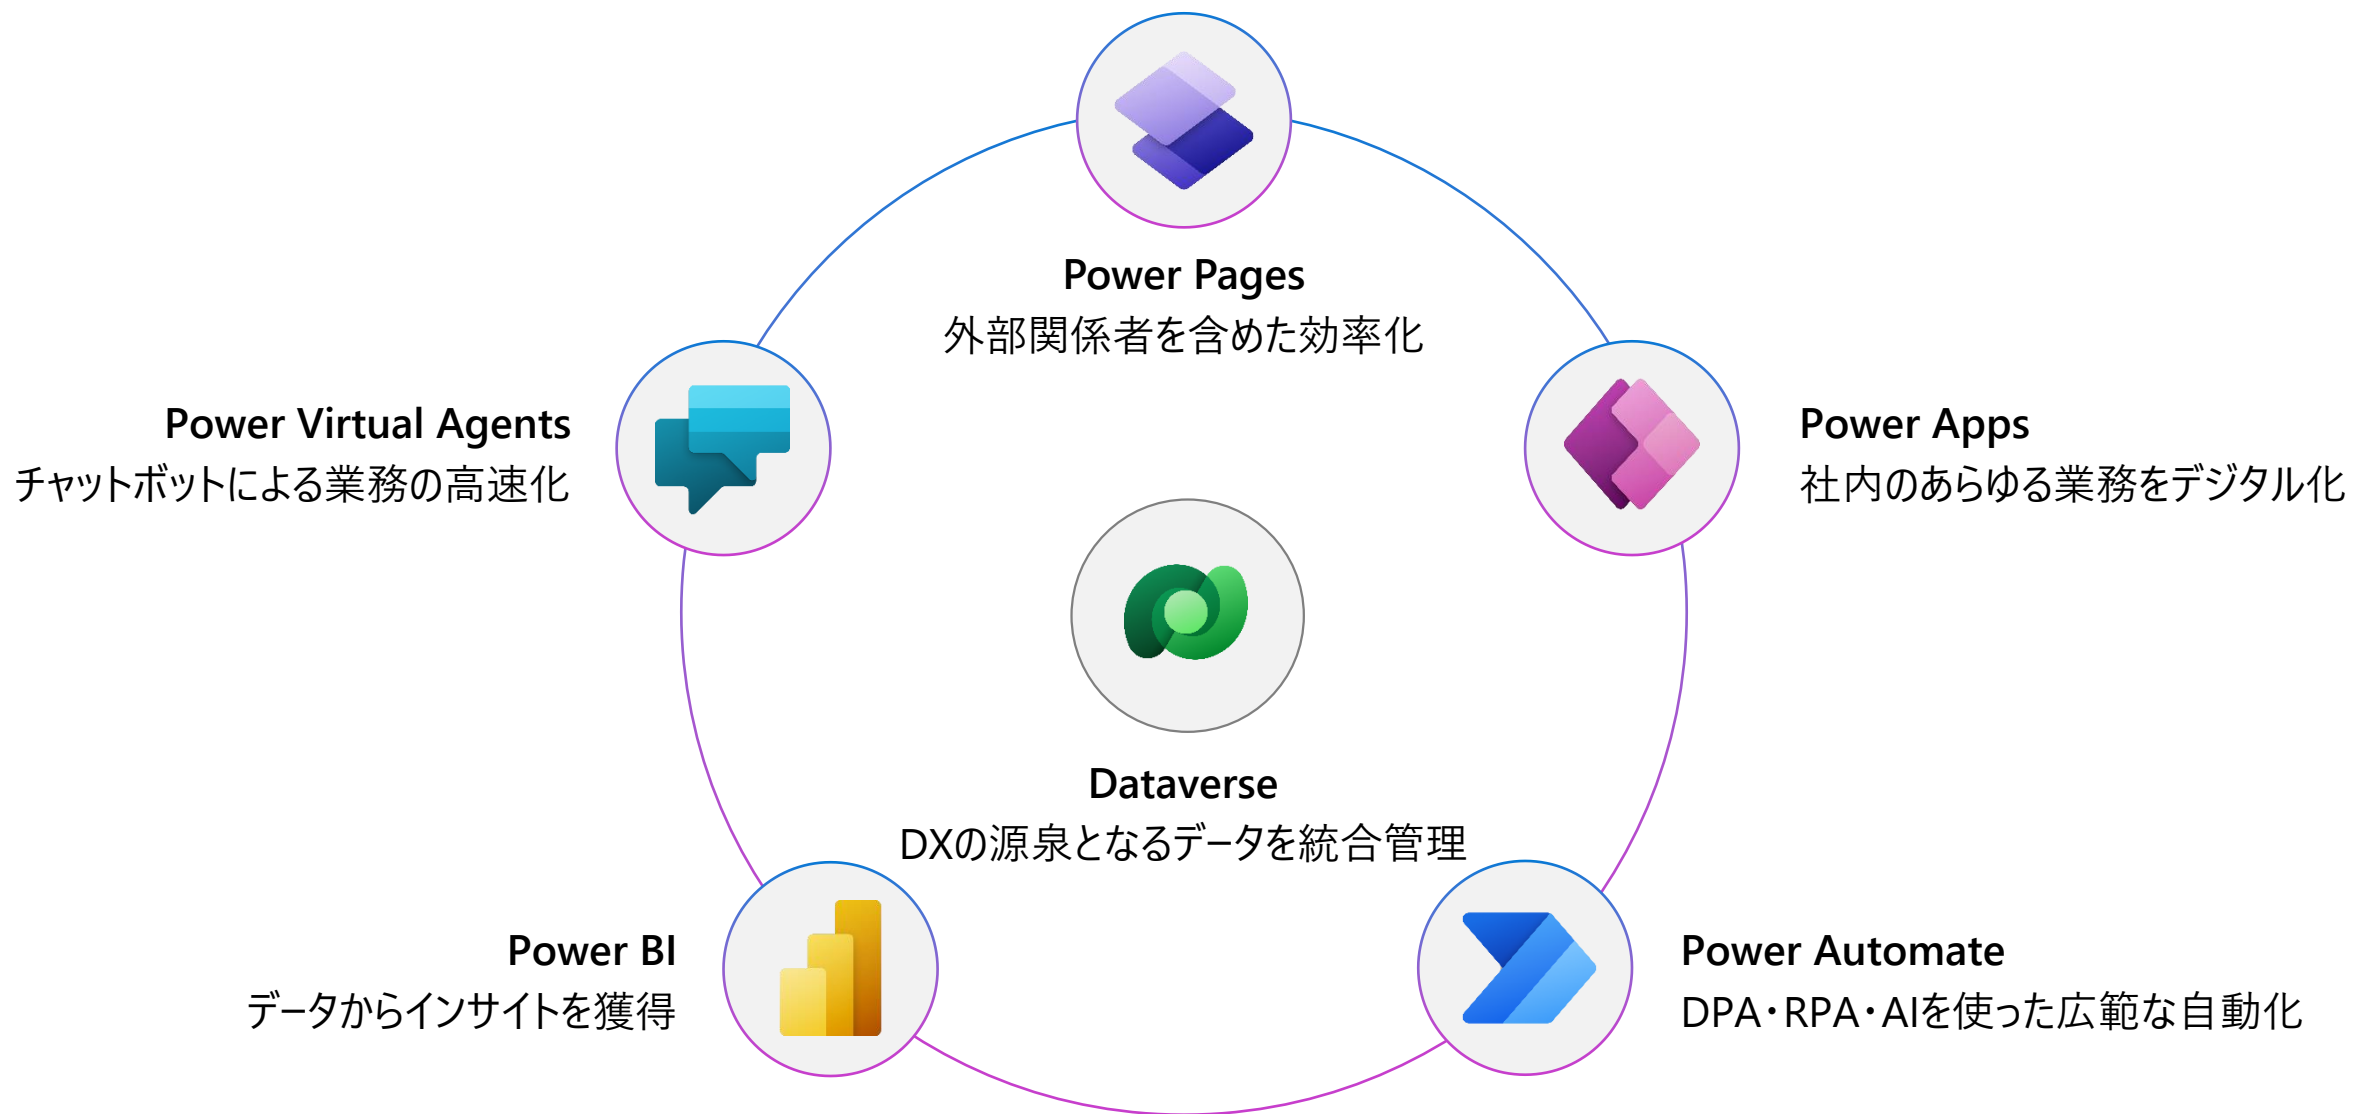 Power Pages
外部関係者を含めた効率化
Power Virtual Agents
チャットボットによる業務の高速化
Power Apps
社内のあらゆる業務をデジタル化
Dataverse
DXの源泉となるデータを統合管理
Power BI
データからインサイトを獲得
Power Automate
DPA・RPA・AIを使った広範な自動化